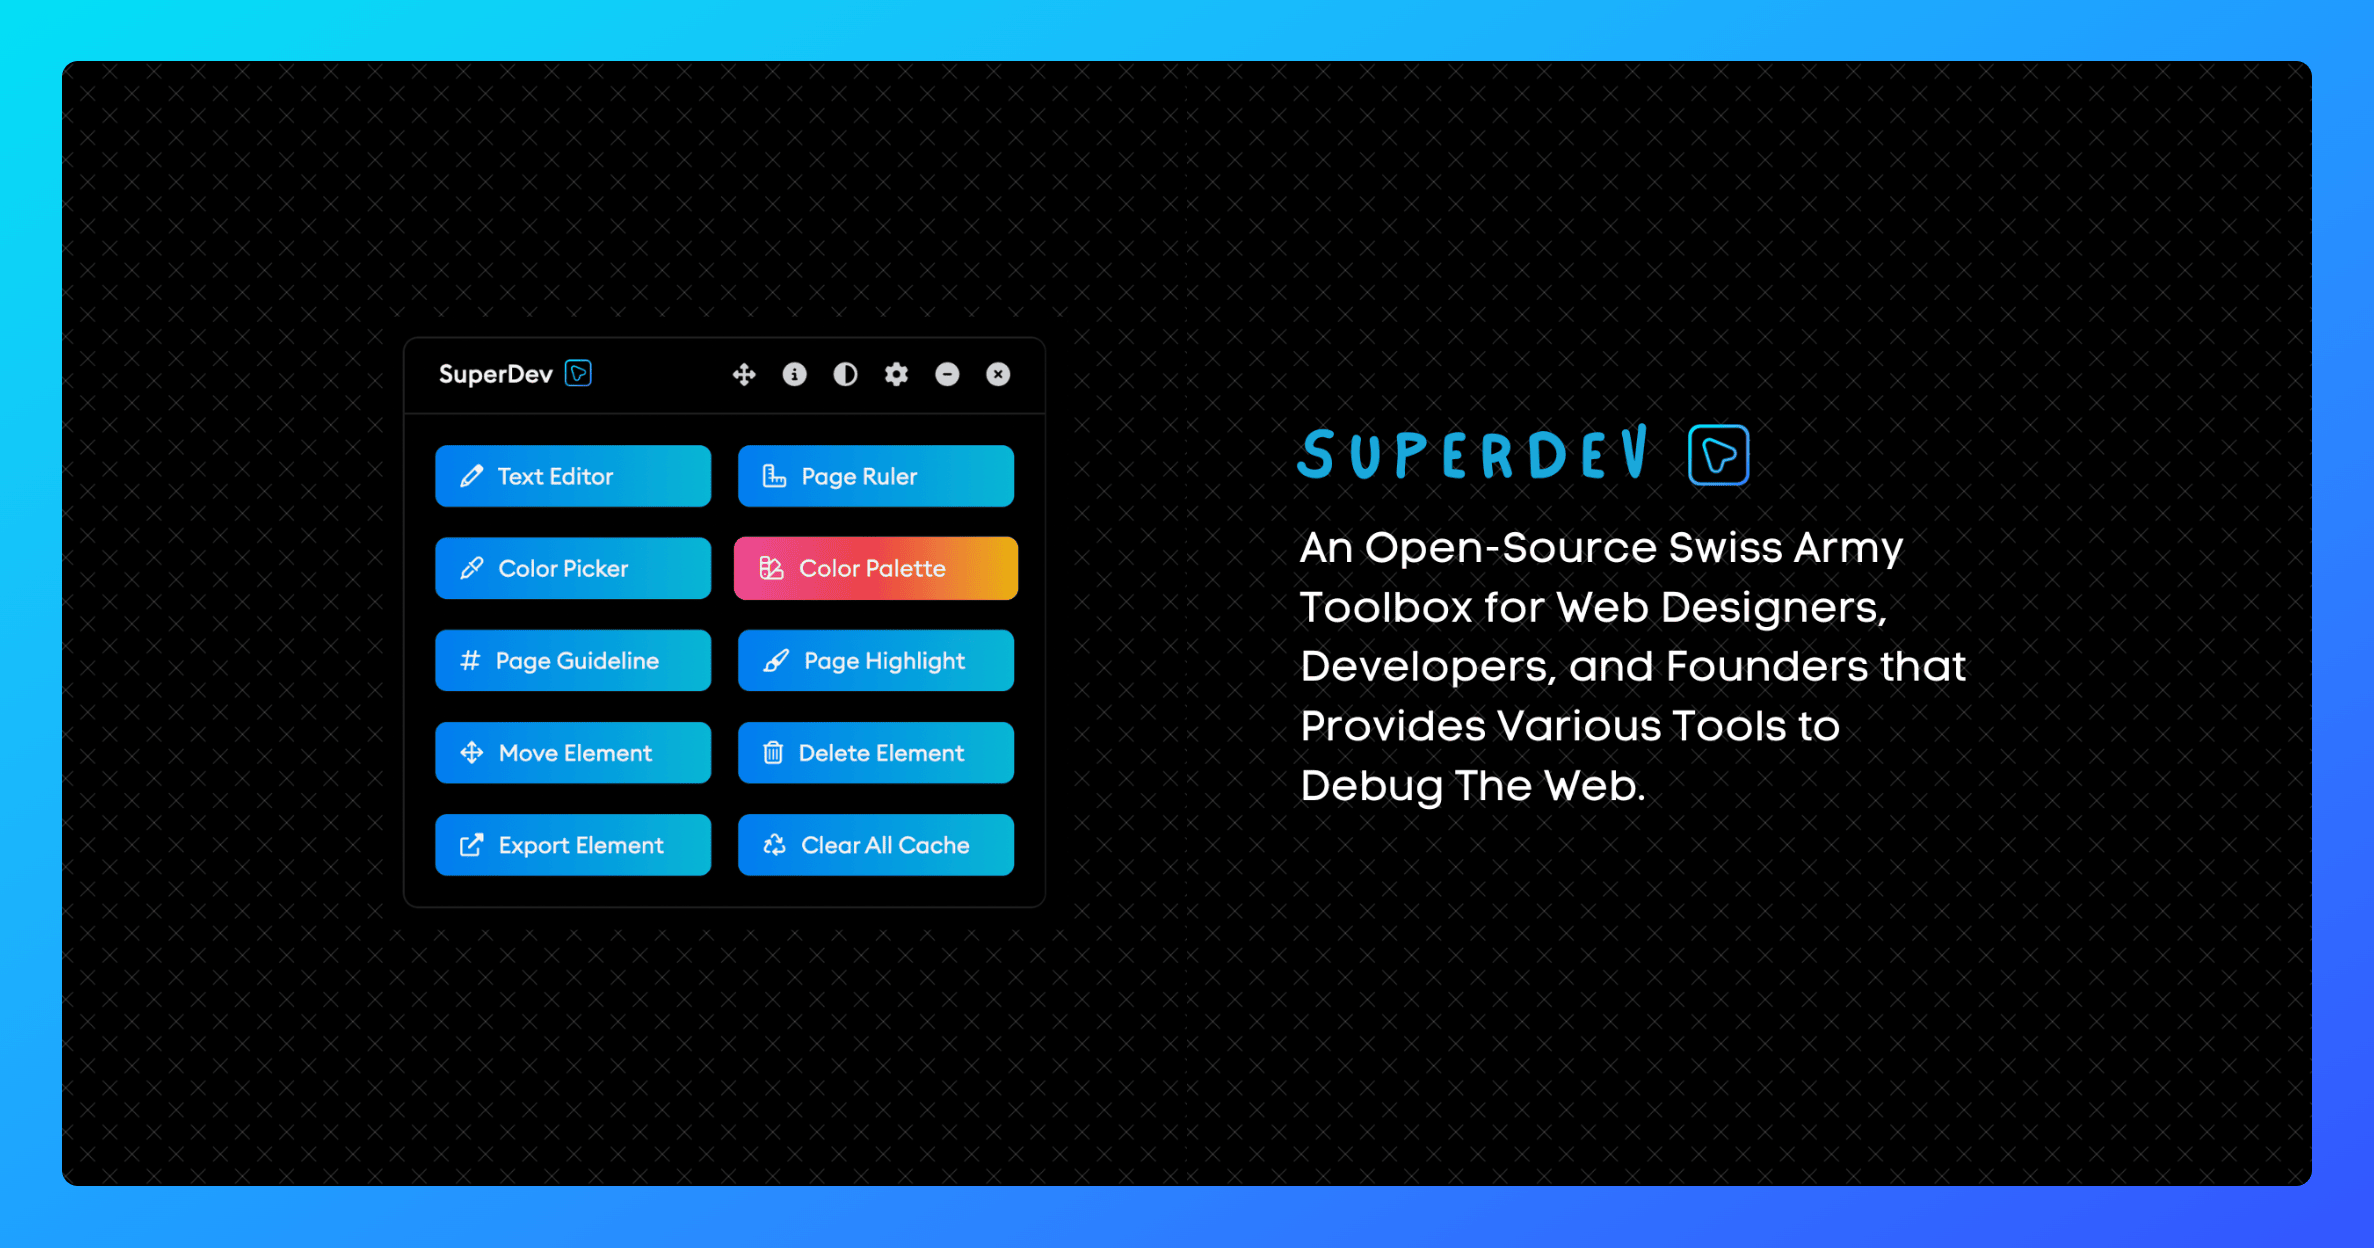 SuperDev
Text Editor
Page Ruler
Color Picker
Color Palette
Page Guideline
Page Highlight
Move Element
Delete Element
Export Element
Clear All Cache
SUPERDEV
An Open-Source Swiss Army
Toolbox for Web Designers,
Developers, and Founders that
Provides Various Tools to
Debug The Web.